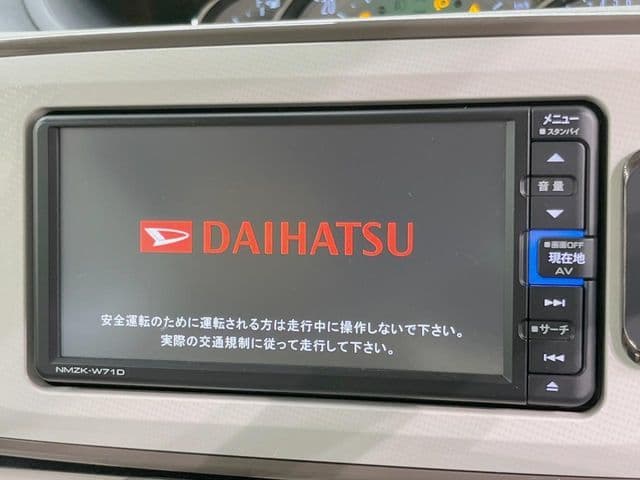 メニュー
■スタンバイ
▲
音量
▼
■画面OFF
現在地
AV
■サーチ
DAIHATSU
安全運転のために運転される方は走行中に操作しないで下さい。
実際の交通規制に従って走行して下さい。
NMZK-W71D